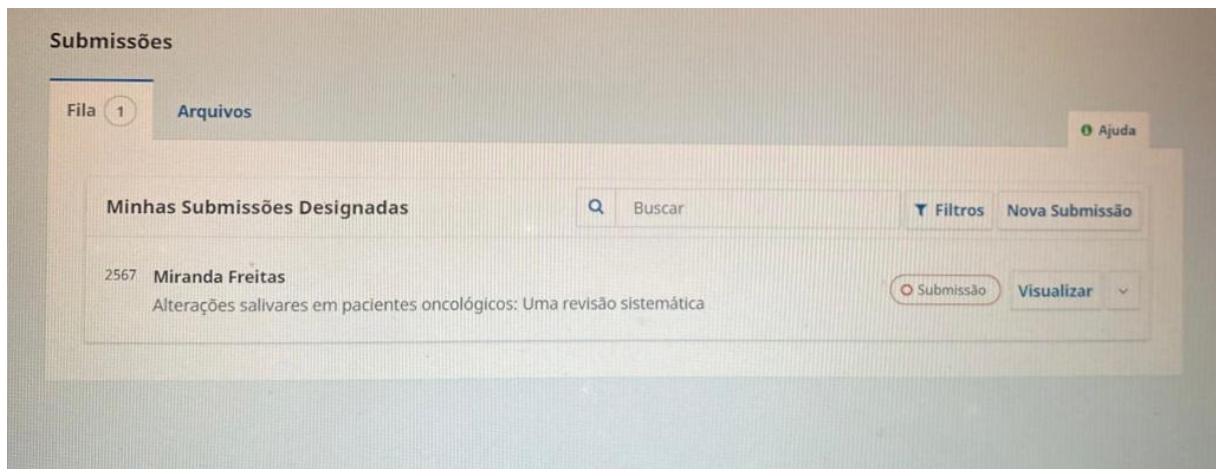 Submissões
Fila 1 Arquivos
Ajuda
Minhas Submissões Designadas Buscar Filtros Nova Submissão
2567 Miranda Freitas Submissão Visualizar
Alterações salivares em pacientes oncológicos: Uma revisão sistemática